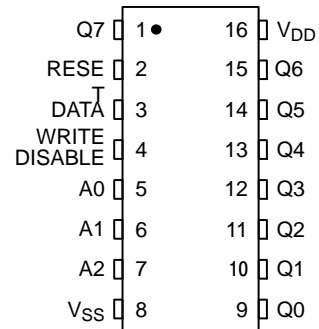 Q7 1 16 VDD
RESE 2 15 Q6
T
DATA 3 14 Q5
WRITE
DISABLE 4 13 Q4
A0 5 12 Q3
A1 6 11 Q2
A2 7 10 Q1
VSS 8 9 Q0